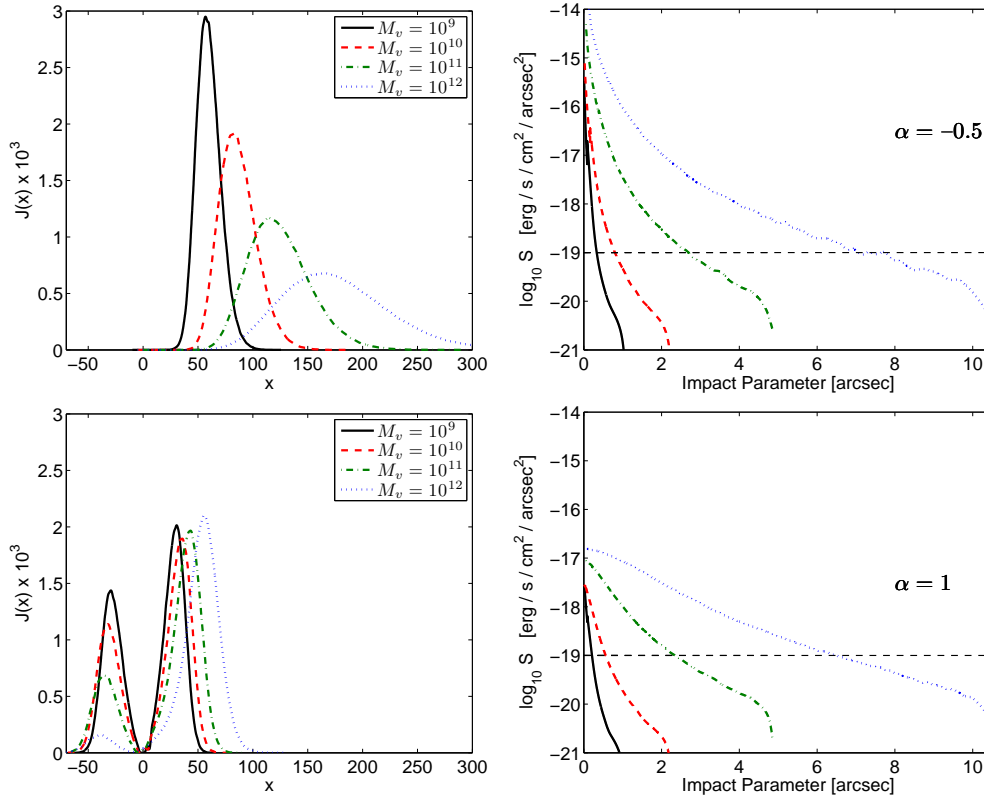 3
2.5
2
1.5
1
0.5
0
J(x) x 10^3
−50 0 50 100 150 200 250 300
x
M_v = 10^9
M_v = 10^10
M_v = 10^11
M_v = 10^12
−14
−15
−16
−17
−18
−19
−20
−21
log_10 S [erg / s / cm^2 / arcsec^2]
α = −0.5
0 2 4 6 8 10
Impact Parameter [arcsec]
3
2.5
2
1.5
1
0.5
0
J(x) x 10^3
−50 0 50 100 150 200 250 300
x
M_v = 10^9
M_v = 10^10
M_v = 10^11
M_v = 10^12
−14
−15
−16
−17
−18
−19
−20
−21
log_10 S [erg / s / cm^2 / arcsec^2]
α = 1
0 2 4 6 8 10
Impact Parameter [arcsec]